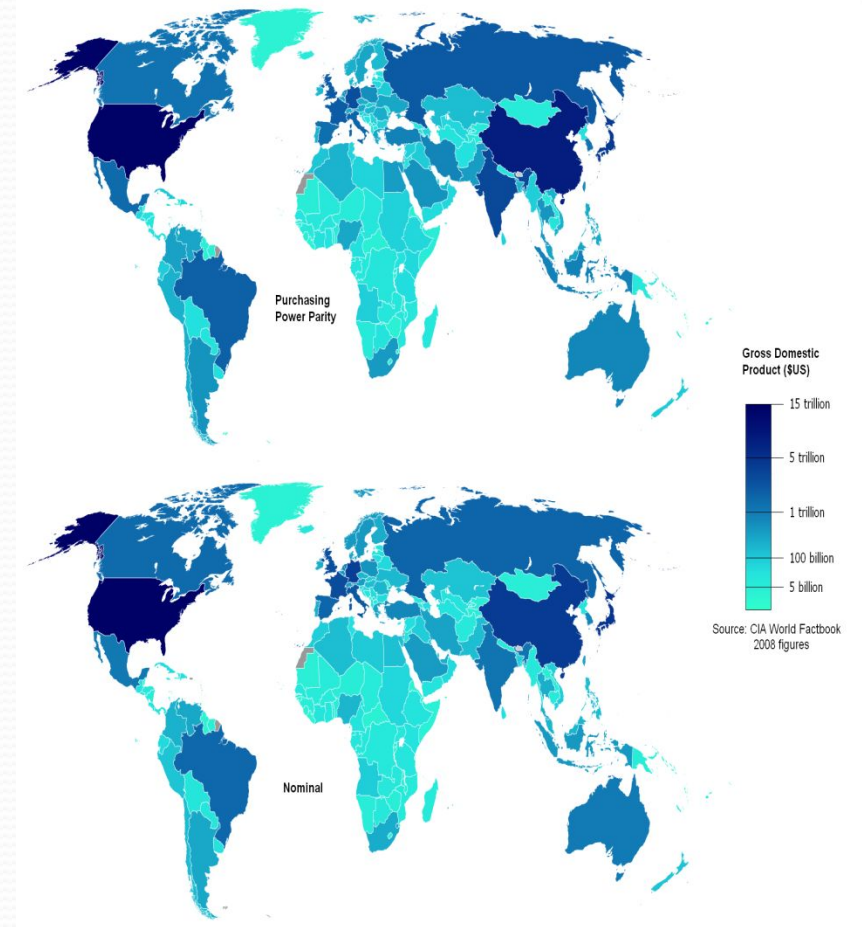 Purchasing
Power Parity
Gross Domestic
Product ($US)
15 trillion
5 trillion
1 trillion
100 billion
5 billion
Source: CIA World Factbook
2008 figures
Nominal